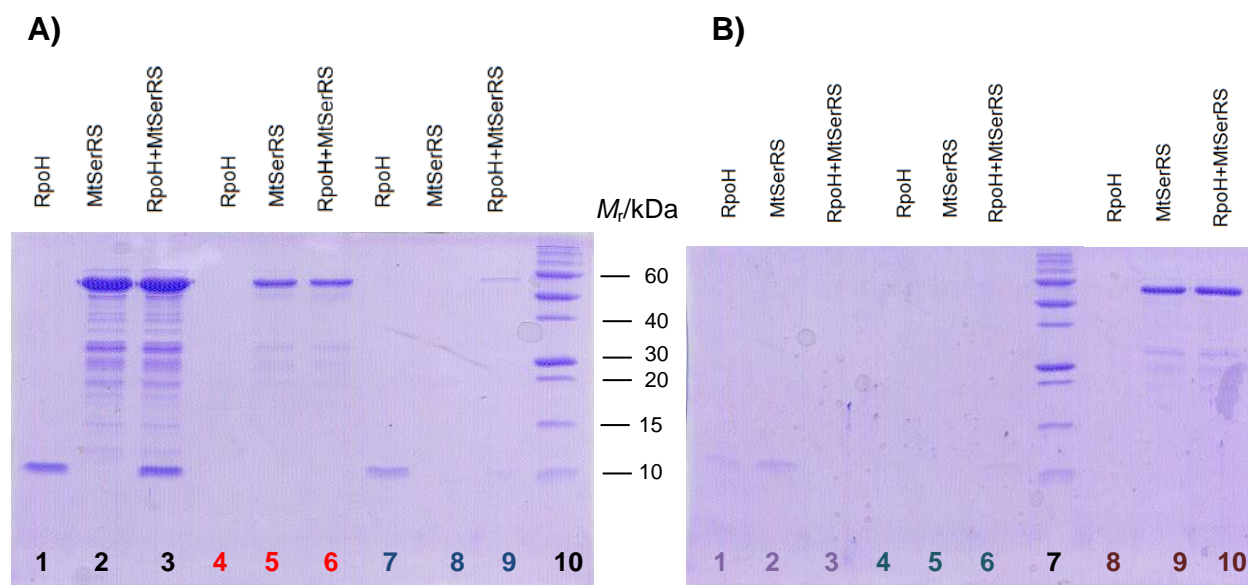 A)
B)
RpoH
MtSerRS
RpoH+MtSerRS
RpoH
MtSerRS
RpoH+MtSerRS
RpoH
MtSerRS
RpoH+MtSerRS
RpoH
MtSerRS
RpoH+MtSerRS
RpoH
MtSerRS
RpoH+MtSerRS
RpoH
MtSerRS
RpoH+MtSerRS
Mr/kDa
60
40
30
20
15
10
1 2 3 4 5 6 7 8 9 10
1 2 3 4 5 6 7 8 9 10